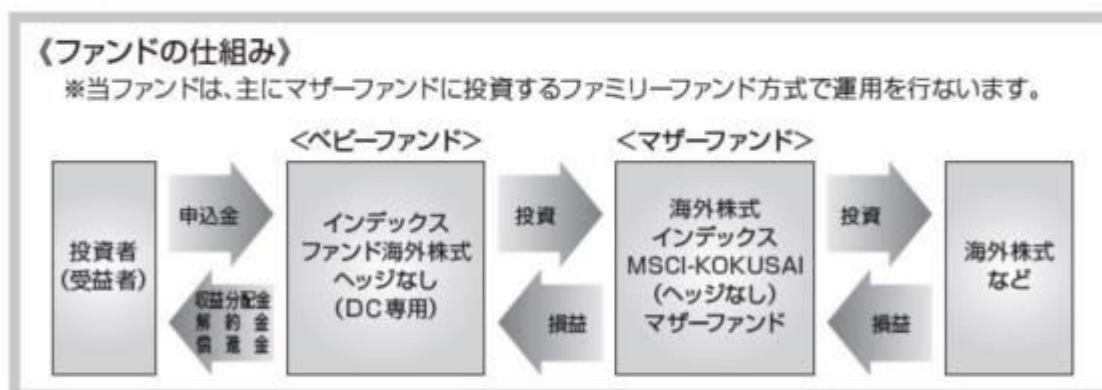 《ファンドの仕組み》
※当ファンドは、主にマザーファンドに投資するファミリーファンド方式で運用を行ないます。
<ベビーファンド>
<マザーファンド>
投資者
(受益者)
申込金
収益分配金
解約金
償還金
インデックス
ファンド海外株式
ヘッジなし
(DC専用)
投資
損益
海外株式
インデックス
MSCI-KOKUSAI
(ヘッジなし)
マザーファンド
投資
損益
海外株式
など